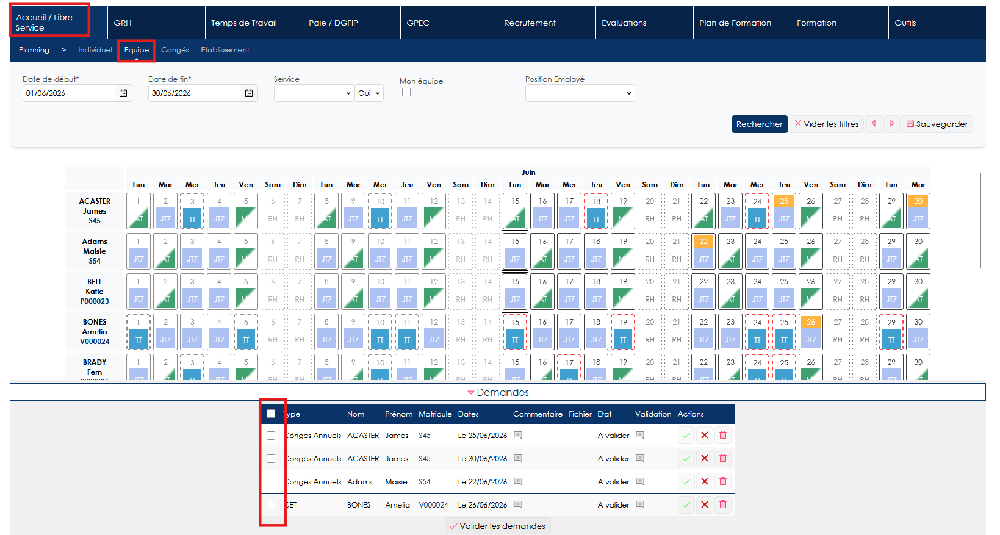 Accueil / Libre-Service GRH Temps de Travail Paie / DGFIP GPEC Recrutement Evaluations Plan de Formation Formation Outils
Planning > Individuel Equipe Congés Etablissement
Date de début* Date de fin* Service Mon équipe Position Employé
01/06/2026 30/06/2026 Oui
Rechercher Vider les filtres Sauvegarder
Juin
Lun Mar Mer Jeu Ven Sam Dim Lun Mar Mer Jeu Ven Sam Dim Lun Mar Mer Jeu Ven Sam Dim Lun Mar Mer Jeu Ven Sam Dim Lun Mar
ACASTER James S45
1 2 3 4 5 6 7 8 9 10 11 12 13 14 15 16 17 18 19 20 21 22 23 24 25 26 27 28 29 30
AT JT7 TT JT7 RH RH AT JT7 TT JT7 RH RH AT JT7 JT7 TT RH RH AT JT7 TT JT7 RH RH AT JT7
Adams Maisie S54
1 2 3 4 5 6 7 8 9 10 11 12 13 14 15 16 17 18 19 20 21 22 23 24 25 26 27 28 29 30
JT7 AT JT7 JT7 RH RH JT7 AT JT7 JT7 RH RH JT7 AT JT7 JT7 RH RH JT7 AT JT7 JT7 RH RH JT7 AT
BELL Katie P000023
1 2 3 4 5 6 7 8 9 10 11 12 13 14 15 16 17 18 19 20 21 22 23 24 25 26 27 28 29 30
JT7 AT JT7 JT7 RH RH JT7 AT JT7 JT7 RH RH JT7 AT JT7 JT7 RH RH JT7 AT JT7 JT7 RH RH JT7 AT
BONES Amelia V000024
1 2 3 4 5 6 7 8 9 10 11 12 13 14 15 16 17 18 19 20 21 22 23 24 25 26 27 28 29 30
TT JT7 JT7 JT7 TT RH RH JT7 JT7 TT TT JT7 RH RH TT JT7 JT7 JT7 TT RH RH JT7 JT7 TT TT JT7 RH RH TT JT7
BRADY Fern
1 2 3 4 5 6 7 8 9 10 11 12 13 14 15 16 17 18 19 20 21 22 23 24 25 26 27 28 29 30
Demandes
Type Nom Prénom Matricule Dates Commentaire Fichier Etat Validation Actions
Congés Annuels ACASTER James S45 Le 25/06/2026 A valider
Congés Annuels ACASTER James S45 Le 30/06/2026 A valider
Congés Annuels Adams Maisie S54 Le 22/06/2026 A valider
CET BONES Amelia V000024 Le 26/06/2026 A valider
Valider les demandes